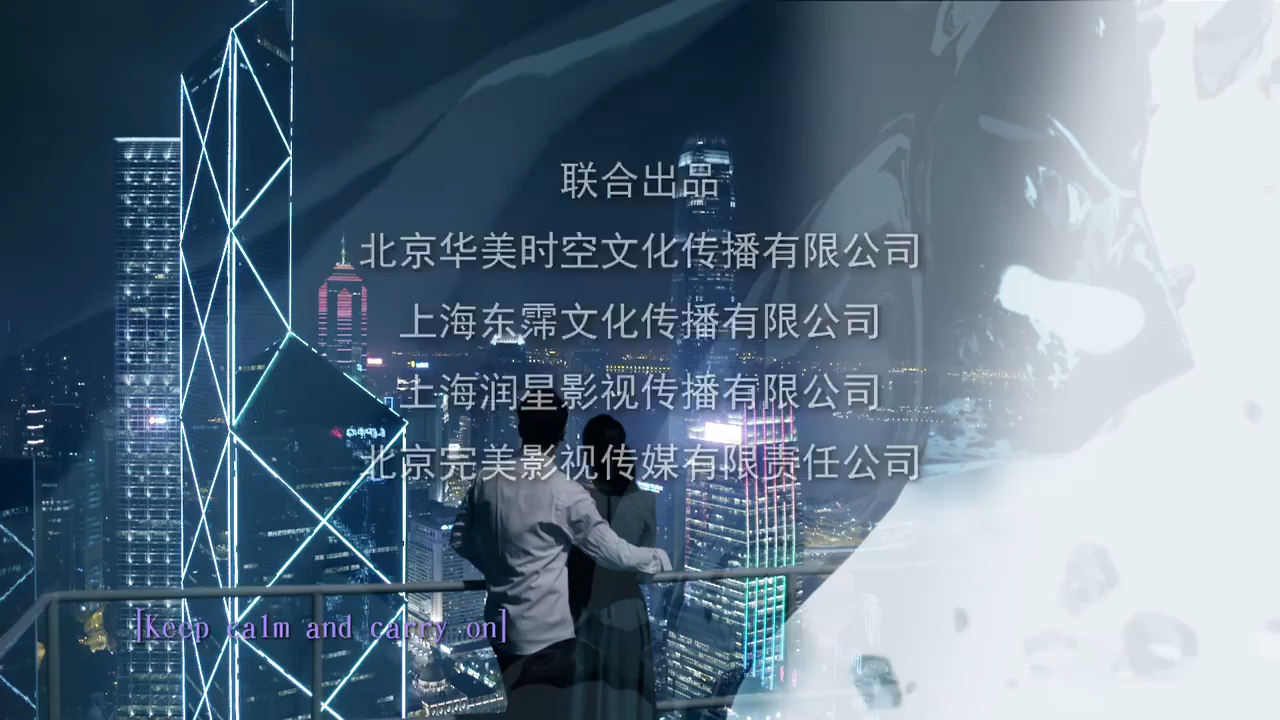 联合出品
北京华美时空文化传播有限公司
上海东霈文化传播有限公司
上海润星影视传播有限公司
北京完美影视传媒有限责任公司
[Keep calm and carry on]